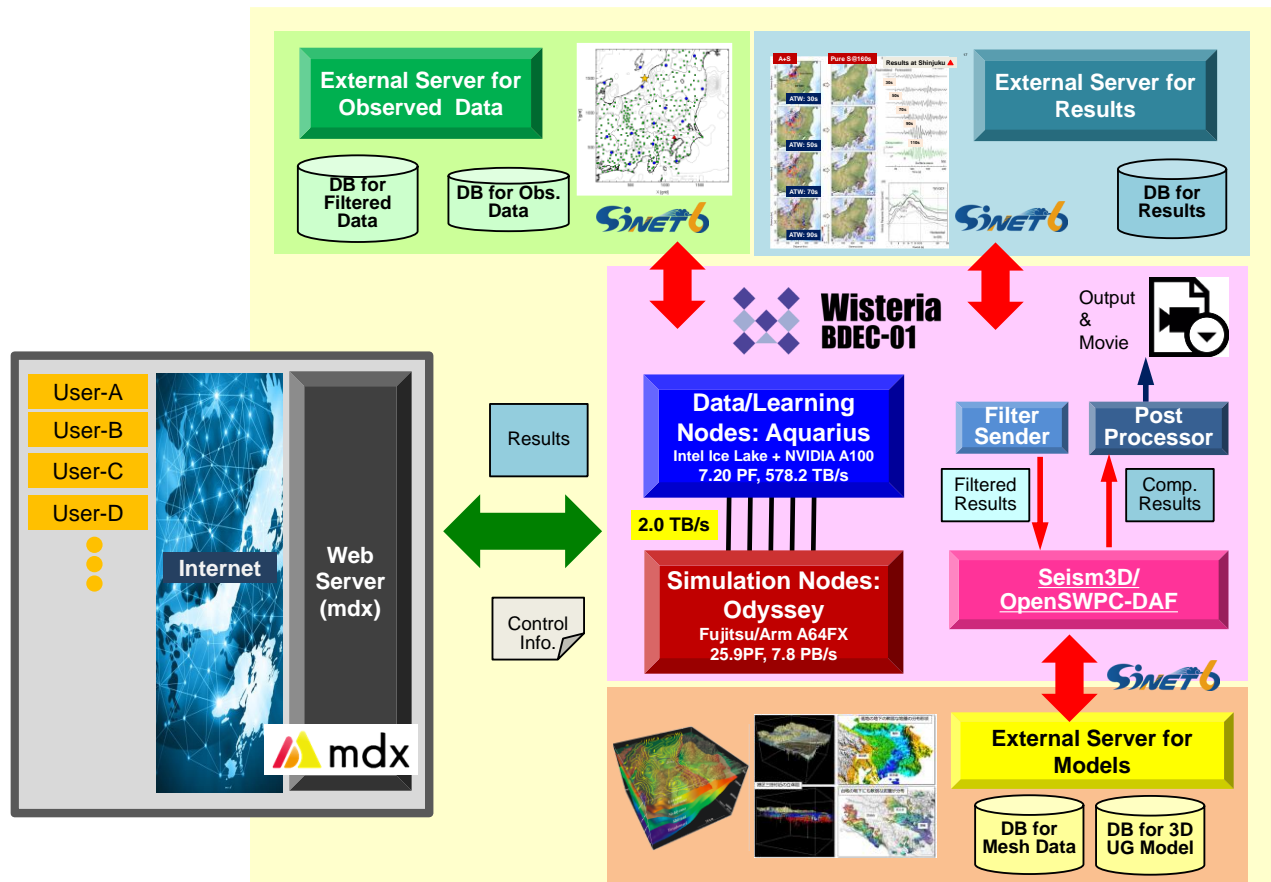 External Server for
Observed  Data
DB for
Filtered
Data
DB for Obs.
Data
SINET6
A+S
Pure S@160s
Results at Shinjuku
ATW: 30s
ATW: 50s
ATW: 70s
ATW: 90s
30s
50s
70s
90s
110s
External Server for
Results
DB for
Results
SINET6
Wisteria
BDEC-01
Output
&
Movie
User-A
User-B
User-C
User-D
Internet
Web
Server
(mdx)
mdx
Results
Control
Info.
Data/Learning
Nodes: Aquarius
Intel Ice Lake + NVIDIA A100
7.20 PF, 578.2 TB/s
2.0 TB/s
Simulation Nodes:
Odyssey
Fujitsu/Arm A64FX
25.9PF, 7.8 PB/s
Filter
Sender
Post
Processor
Filtered
Results
Comp.
Results
Seism3D/
OpenSWPC-DAF
SINET6
External Server for
Models
DB for
Mesh Data
DB for 3D
UG Model